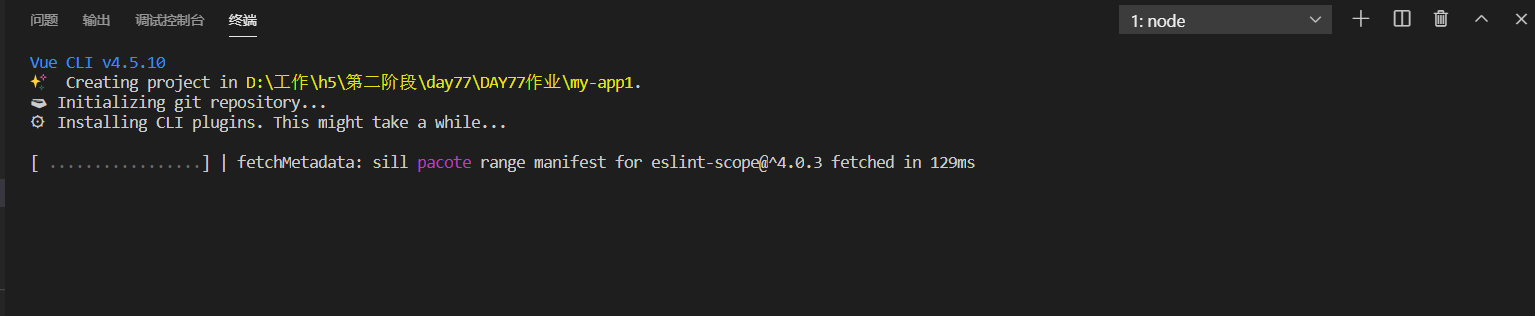 问题 输出 调试控制台 终端 1: node
Vue CLI v4.5.10
✨ Creating project in D:\工作\h5\第二阶段\day77\DAY77作业\my-app1.
🗃 Initializing git repository...
⚙ Installing CLI plugins. This might take a while...
[ .................] | fetchMetadata: sill pacote range manifest for eslint-scope@^4.0.3 fetched in 129ms